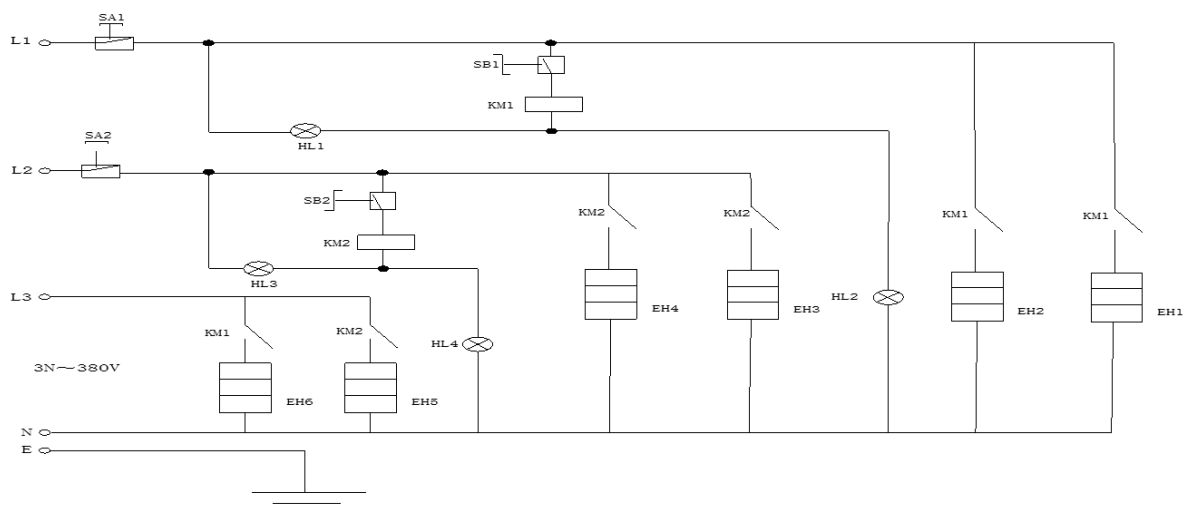 SA1
L1
SB1
KM1
HL1
SA2
L2
SB2
KM2
HL3
KM2
KM2
KM1
KM1
L3
KM1
KM2
HL4
EH4
EH3
HL2
EH2
EH1
3N～380V
EH6
EH5
N
E